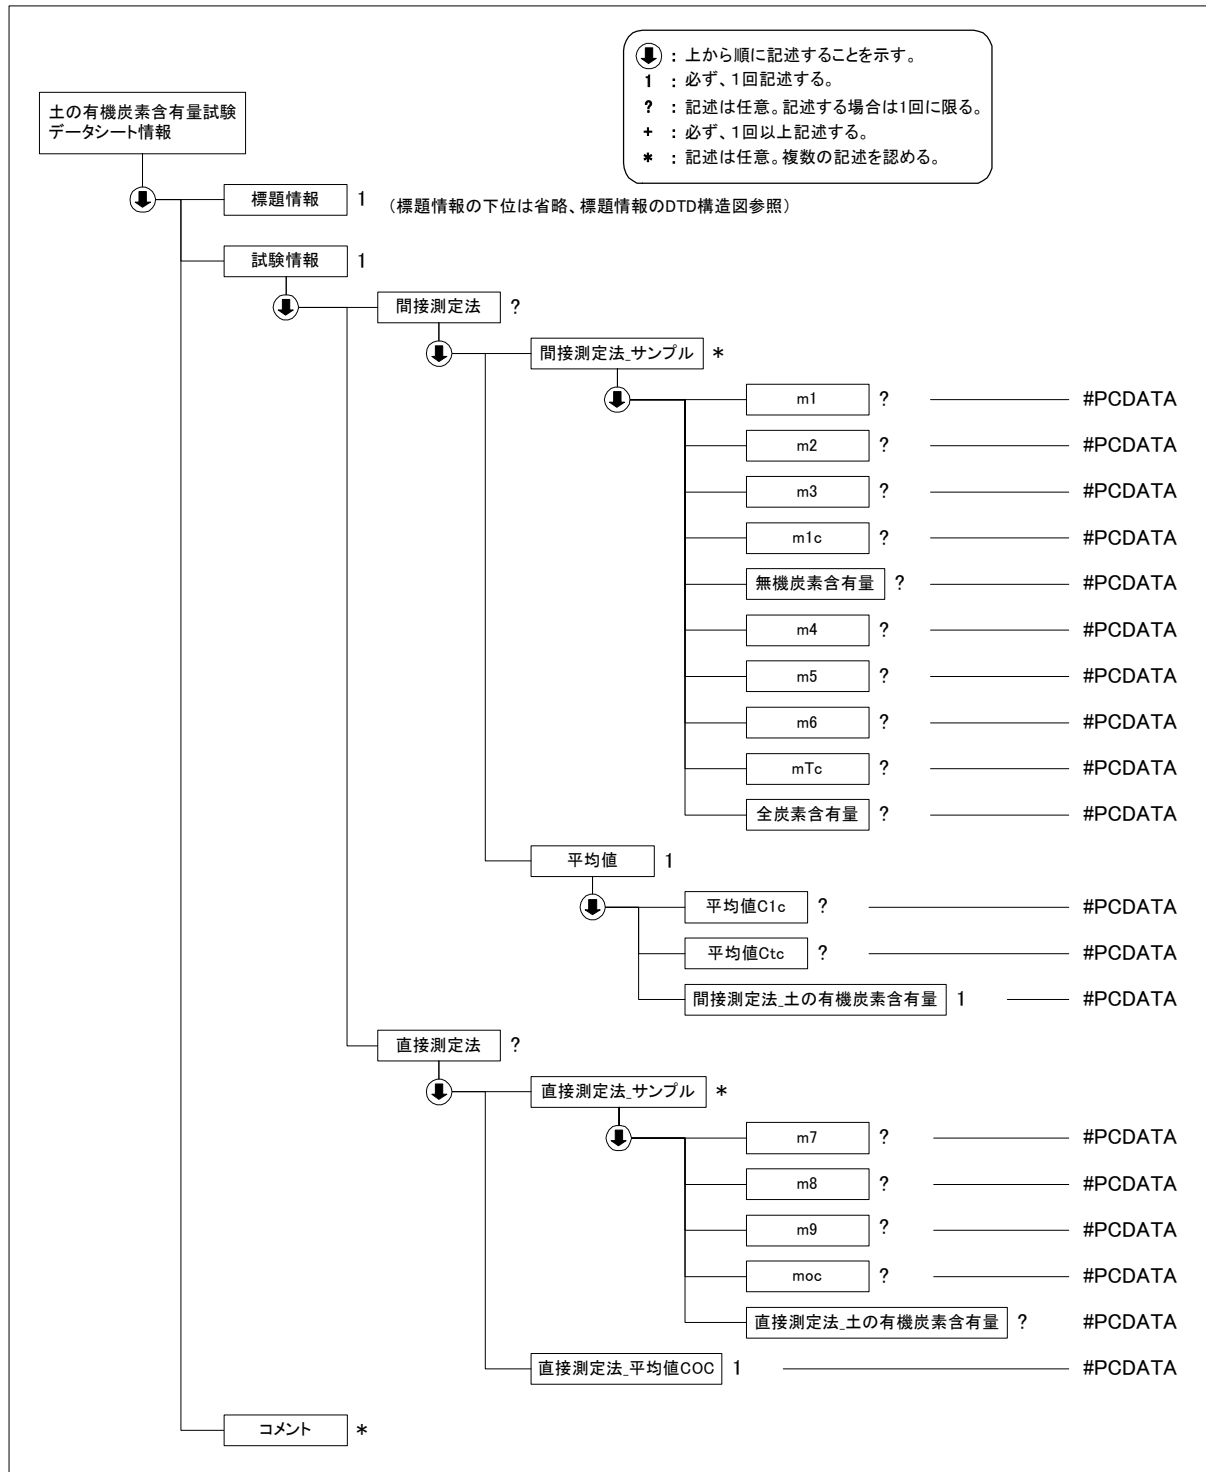 ：上から順に記述することを示す。
1 ：必ず、1回記述する。
? ：記述は任意。記述する場合は1回に限る。
+ ：必ず、1回以上記述する。
* ：記述は任意。複数の記述を認める。
土の有機炭素含有量試験
データシート情報
標題情報 1 （標題情報の下位は省略、標題情報のDTD構造図参照）
試験情報 1
間接測定法 ?
間接測定法_サンプル *
m1 ? #PCDATA
m2 ? #PCDATA
m3 ? #PCDATA
m1c ? #PCDATA
無機炭素含有量 ? #PCDATA
m4 ? #PCDATA
m5 ? #PCDATA
m6 ? #PCDATA
mTc ? #PCDATA
全炭素含有量 ? #PCDATA
平均値 1
平均値C1c ? #PCDATA
平均値Ctc ? #PCDATA
間接測定法_土の有機炭素含有量 1 #PCDATA
直接測定法 ?
直接測定法_サンプル *
m7 ? #PCDATA
m8 ? #PCDATA
m9 ? #PCDATA
moc ? #PCDATA
直接測定法_土の有機炭素含有量 ? #PCDATA
直接測定法_平均値COC 1 #PCDATA
コメント *